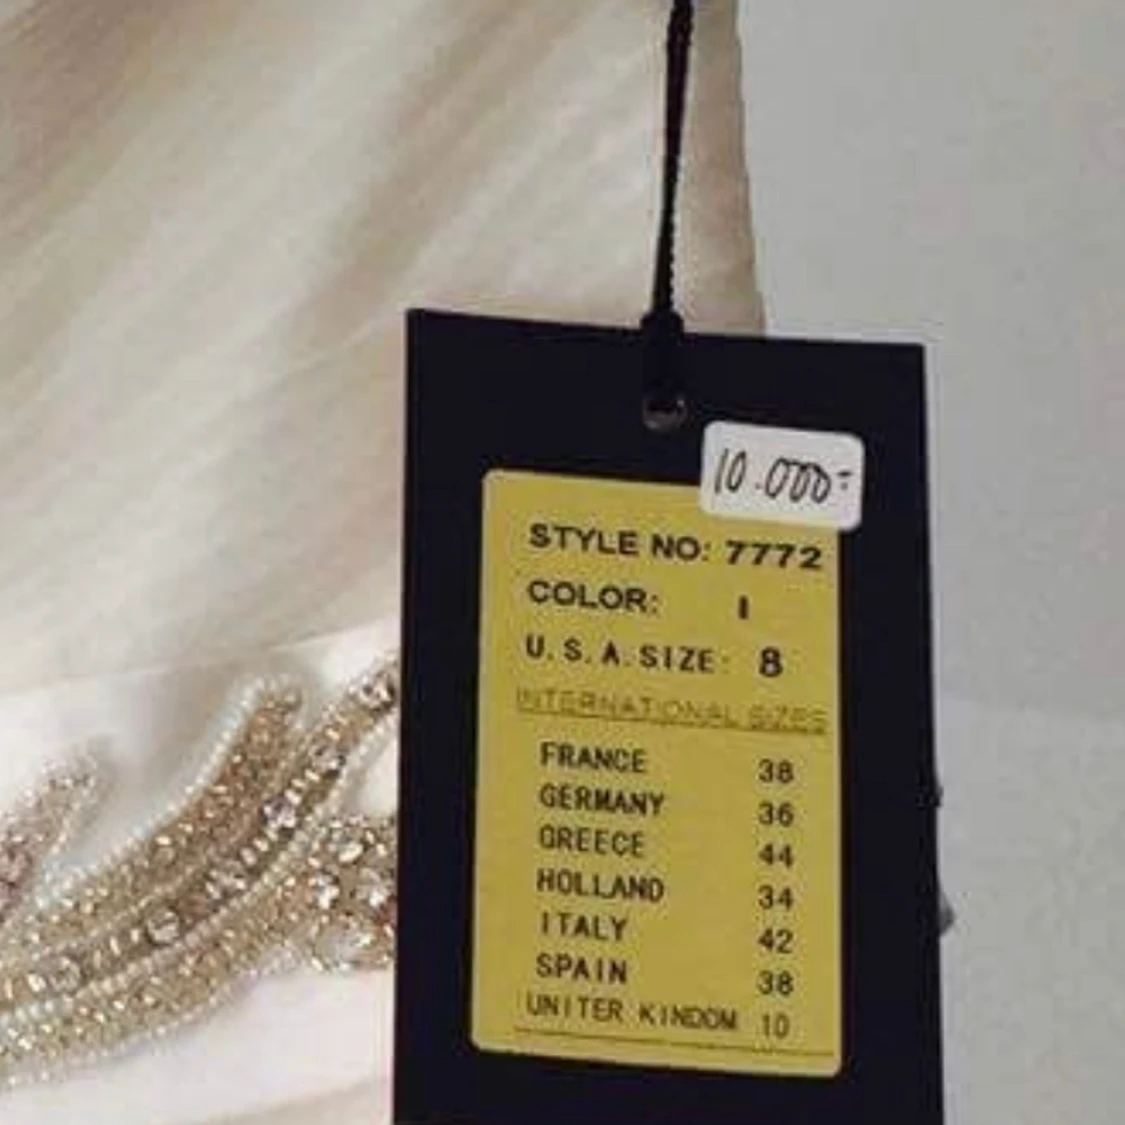 10.000=
STYLE NO: 7772
COLOR: I
U.S.A.SIZE: 8
INTERNATIONAL SIZES
FRANCE 38
GERMANY 36
GREECE 44
HOLLAND 34
ITALY 42
SPAIN 38
UNITER KINDOM 10